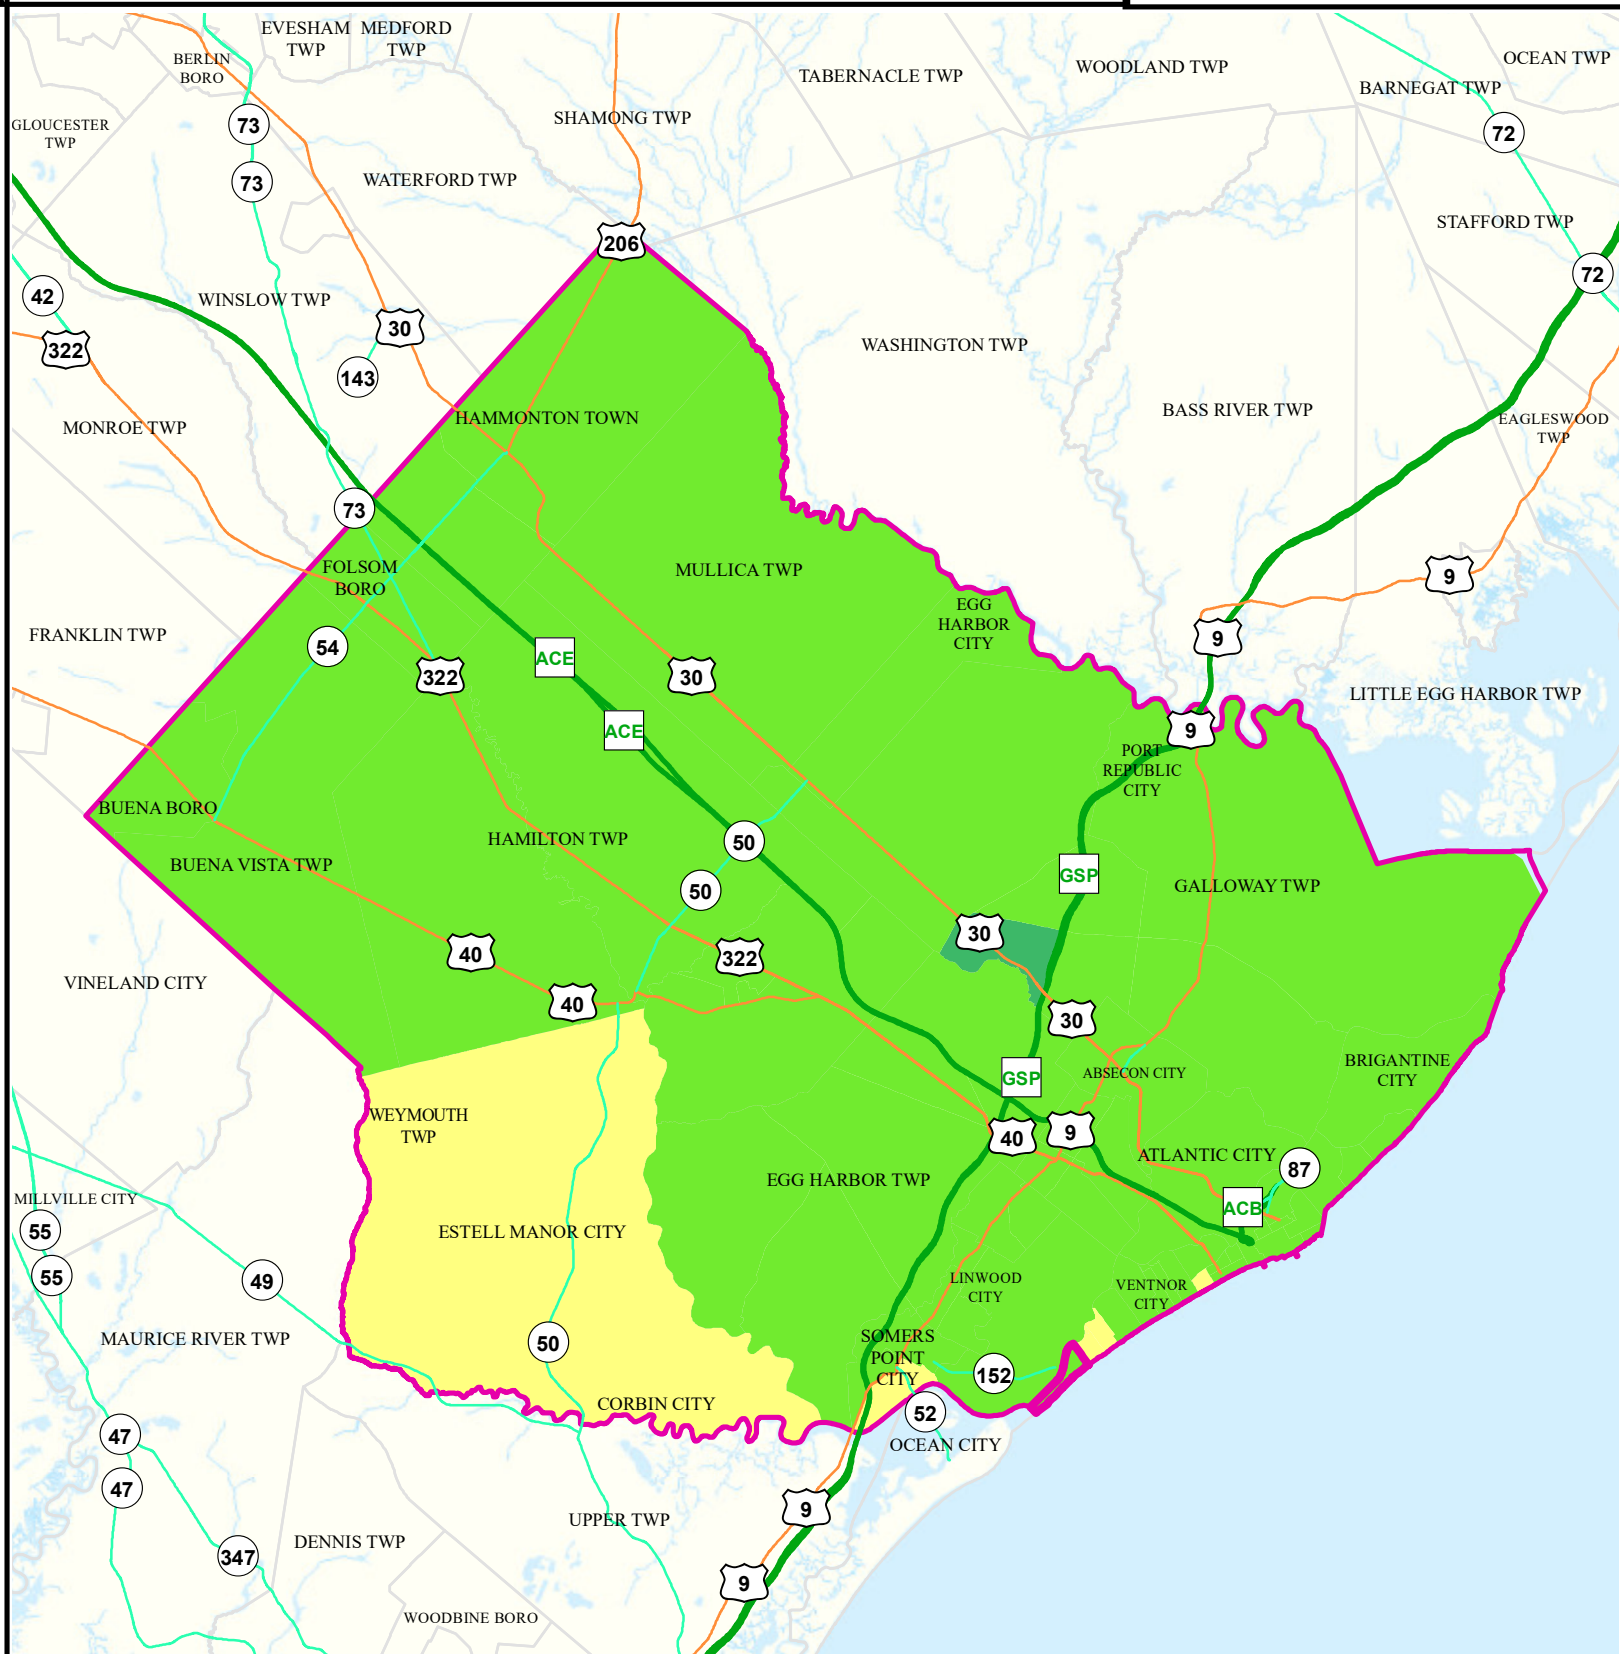 EVESHAM
TWP
MEDFORD
TWP
BERLIN
BORO
TABERNACLE TWP
WOODLAND TWP
OCEAN TWP
BARNEGAT TWP
GLOUCESTER
TWP
73
SHAMONG TWP
72
73
WATERFORD TWP
STAFFORD TWP
206
72
42
WINSLOW TWP
30
322
143
WASHINGTON TWP
MONROE TWP
HAMMONTON TOWN
BASS RIVER TWP
EAGLESWOOD
TWP
73
FOLSOM
BORO
MULLICA TWP
9
EGG
HARBOR
CITY
FRANKLIN TWP
54
9
ACE
322
30
LITTLE EGG HARBOR TWP
ACE
9
PORT
REPUBLIC
CITY
BUENA BORO
HAMILTON TWP
50
BUENA VISTA TWP
50
GSP
GALLOWAY TWP
30
40
322
VINELAND CITY
40
30
BRIGANTINE
CITY
GSP
ABSECON CITY
WEYMOUTH
TWP
40
9
ATLANTIC CITY
87
EGG HARBOR TWP
MILLVILLE CITY
ACB
55
ESTELL MANOR CITY
55
49
LINWOOD
CITY
VENTNOR
CITY
MAURICE RIVER TWP
50
SOMERS
POINT
CITY
152
CORBIN CITY
52
47
OCEAN CITY
47
9
UPPER TWP
347
DENNIS TWP
9
WOODBINE BORO